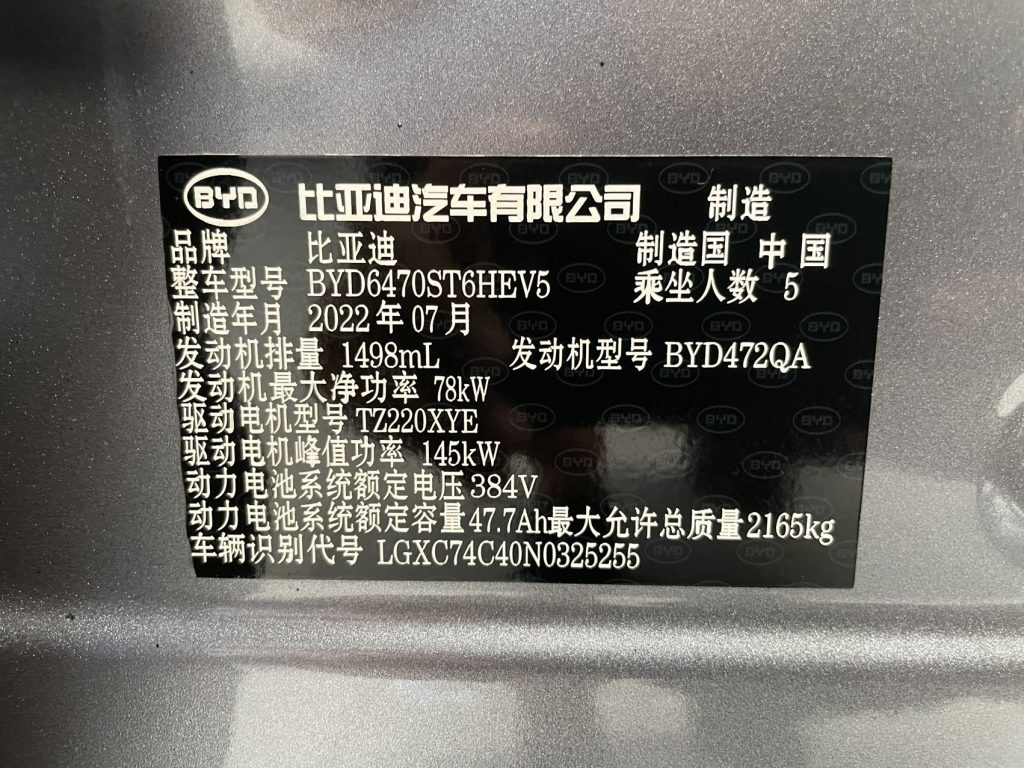 BYD 比亚迪汽车有限公司 制造
品牌 比亚迪 制造国 中国
整车型号 BYD6470ST6HEV5 乘坐人数 5
制造年月 2022年07月
发动机排量 1498mL 发动机型号 BYD472QA
发动机最大净功率 78kW
驱动电机型号 TZ220XYE
驱动电机峰值功率 145kW
动力电池系统额定电压 384V
动力电池系统额定容量 47.7Ah 最大允许总质量 2165kg
车辆识别代号 LGXC74C40N0325255